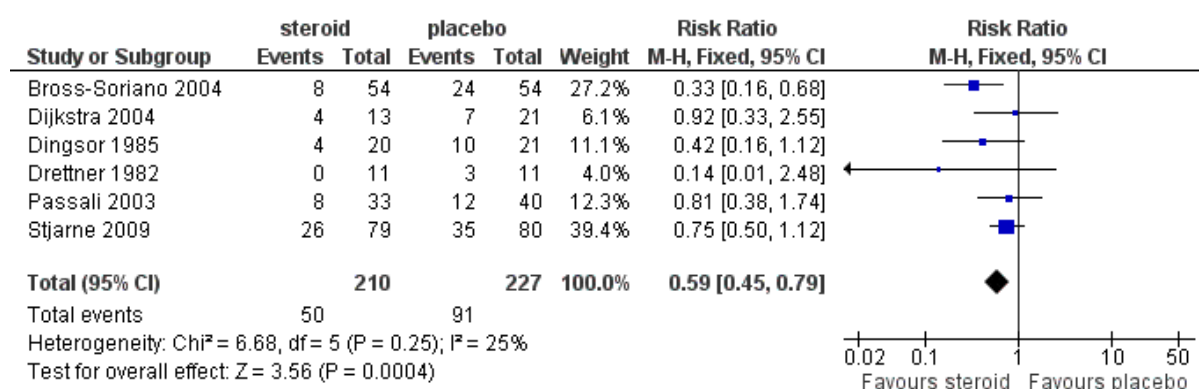 steroid placebo Risk Ratio Risk Ratio
Study or Subgroup Events Total Events Total Weight M-H, Fixed, 95% CI M-H, Fixed, 95% CI
Bross-Soriano 2004 8 54 24 54 27.2% 0.33 [0.16, 0.68]
Dijkstra 2004 4 13 7 21 6.1% 0.92 [0.33, 2.55]
Dingsor 1985 4 20 10 21 11.1% 0.42 [0.16, 1.12]
Drettner 1982 0 11 3 11 4.0% 0.14 [0.01, 2.48]
Passali 2003 8 33 12 40 12.3% 0.81 [0.38, 1.74]
Stjarne 2009 26 79 35 80 39.4% 0.75 [0.50, 1.12]
Total (95% CI) 210 227 100.0% 0.59 [0.45, 0.79]
Total events 50 91
Heterogeneity: Chi² = 6.68, df = 5 (P = 0.25); I² = 25%
Test for overall effect: Z = 3.56 (P = 0.0004)
0.02 0.1 1 10 50
Favours steroid Favours placebo